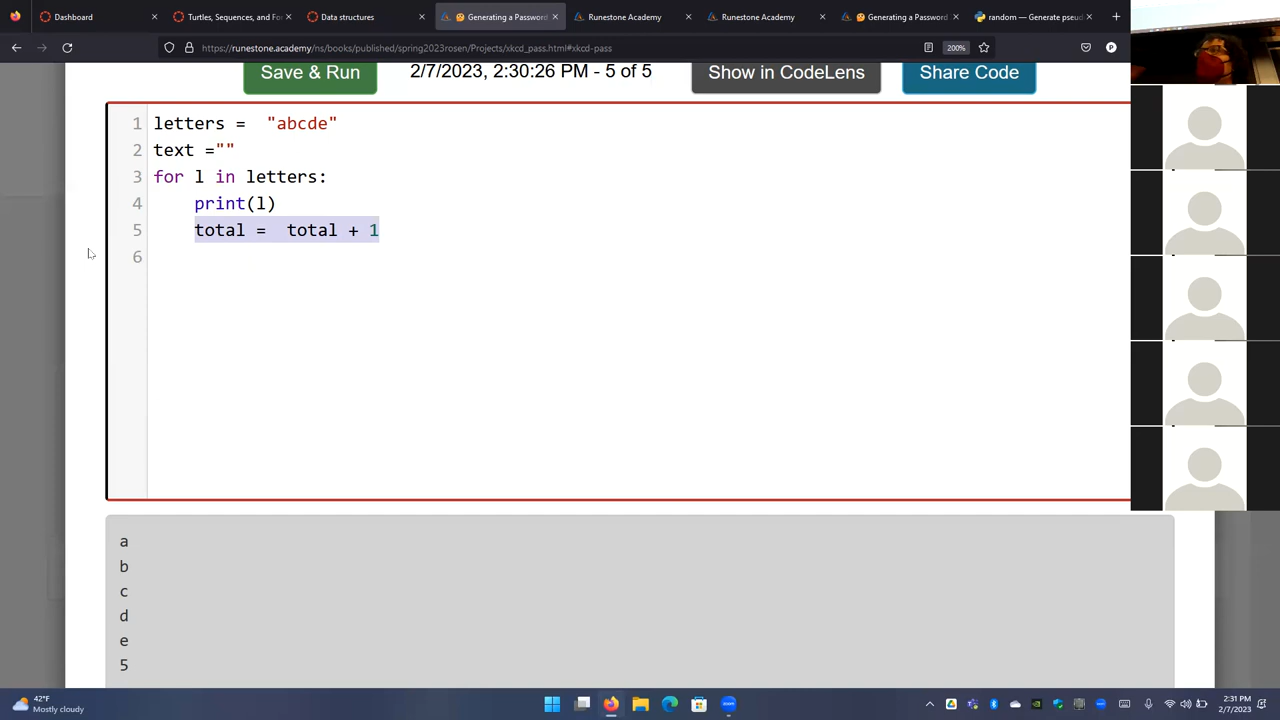 Dashboard
Turtles, Sequences, and Fo
Data structures
Generating a Password
Runestone Academy
Runestone Academy
Generating a Password
random — Generate pseud
https://runestone.academy/ns/books/published/spring2023rosen/Projects/xkcd_pass.html#xkcd-pass
200%
P
Save & Run
2/7/2023, 2:30:26 PM - 5 of 5
Show in CodeLens
Share Code
1 letters =  "abcde"
2 text =""
3 for l in letters:
4     print(l)
5     total =  total + 1
6
a
b
c
d
e
5
42°F
Mostly cloudy
2:31 PM
2/7/2023